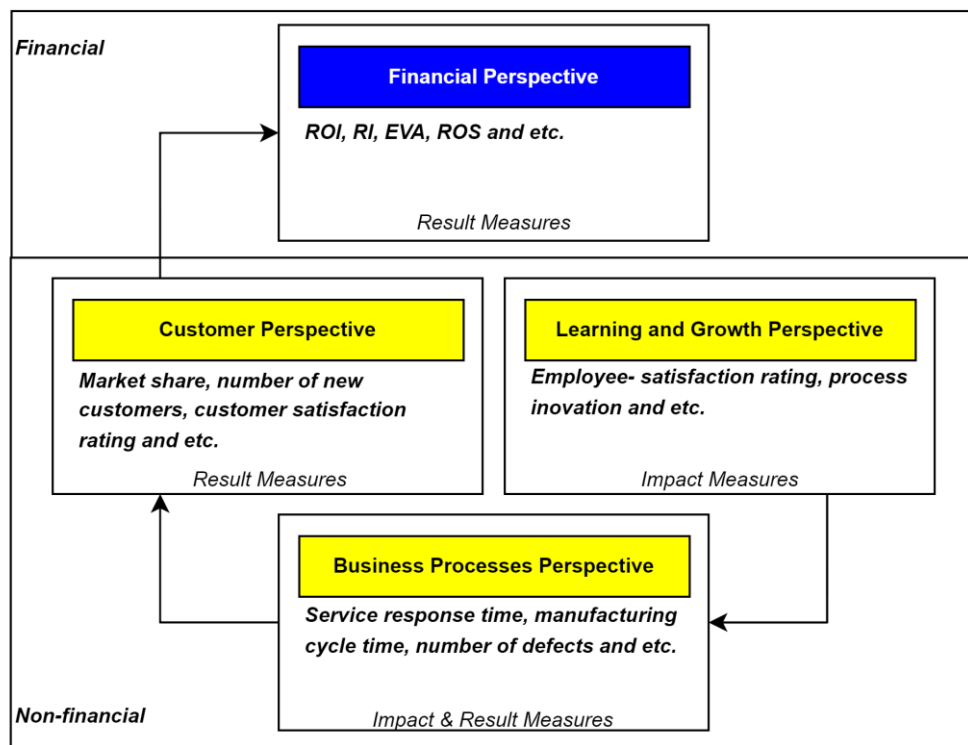 Financial
Financial Perspective
ROI, RI, EVA, ROS and etc.
Result Measures
Customer Perspective
Market share, number of new
customers, customer satisfaction
rating and etc.
Result Measures
Learning and Growth Perspective
Employee- satisfaction rating, process
inovation and etc.
Impact Measures
Business Processes Perspective
Service response time, manufacturing
cycle time, number of defects and etc.
Impact & Result Measures
Non-financial